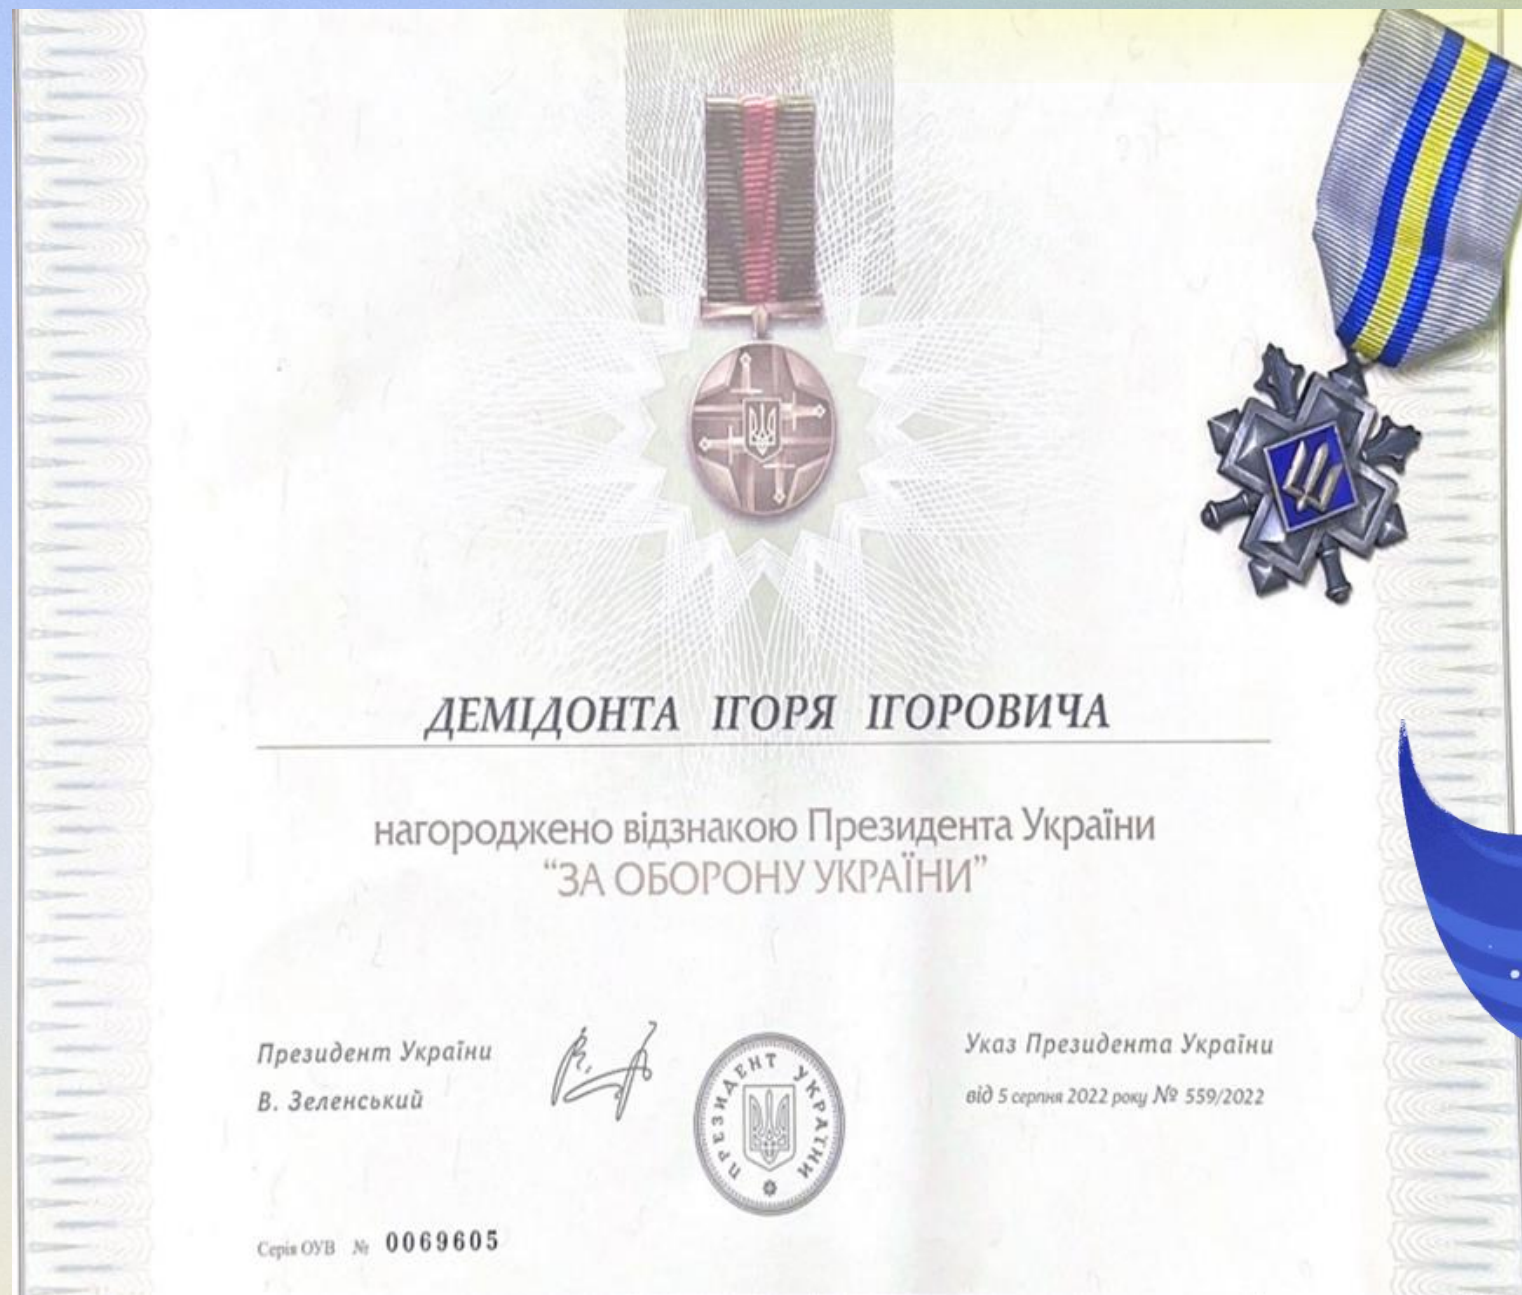 ДЕМІДОНТА ІГОРЯ ІГОРОВИЧА
нагороджено відзнакою Президента України
“ЗА ОБОРОНУ УКРАЇНИ”
Президент України
В. Зеленський
ПРЕЗИДЕНТ УКРАЇНИ
Указ Президента України
від 5 серпня 2022 року № 559/2022
Серія ОУВ № 0069605